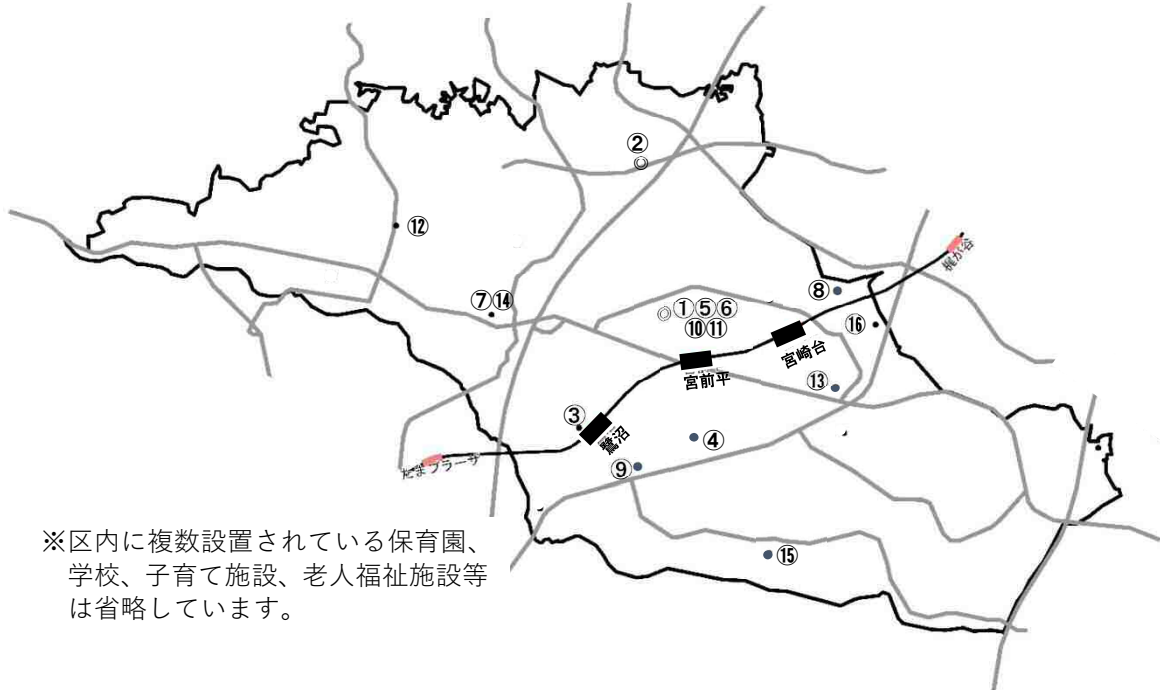 ②
⑫
梶が谷
⑧
⑦⑭
①⑤⑥
⑩⑪
⑯
宮崎台
宮前平
⑬
③
鷺沼
④
たまプラーザ
⑨
⑮
※区内に複数設置されている保育園、
学校、子育て施設、老人福祉施設等
は省略しています。